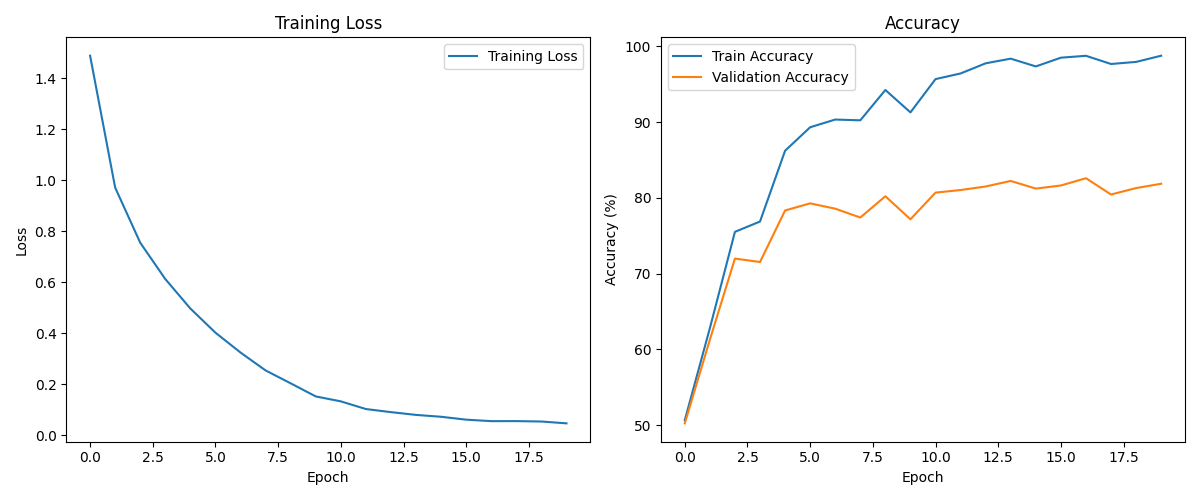 Training Loss
Training Loss
1.4
1.2
1.0
0.8
0.6
0.4
0.2
0.0
Loss
0.0 2.5 5.0 7.5 10.0 12.5 15.0 17.5
Epoch
Accuracy
Train Accuracy
Validation Accuracy
100
90
80
70
60
50
Accuracy (%)
0.0 2.5 5.0 7.5 10.0 12.5 15.0 17.5
Epoch